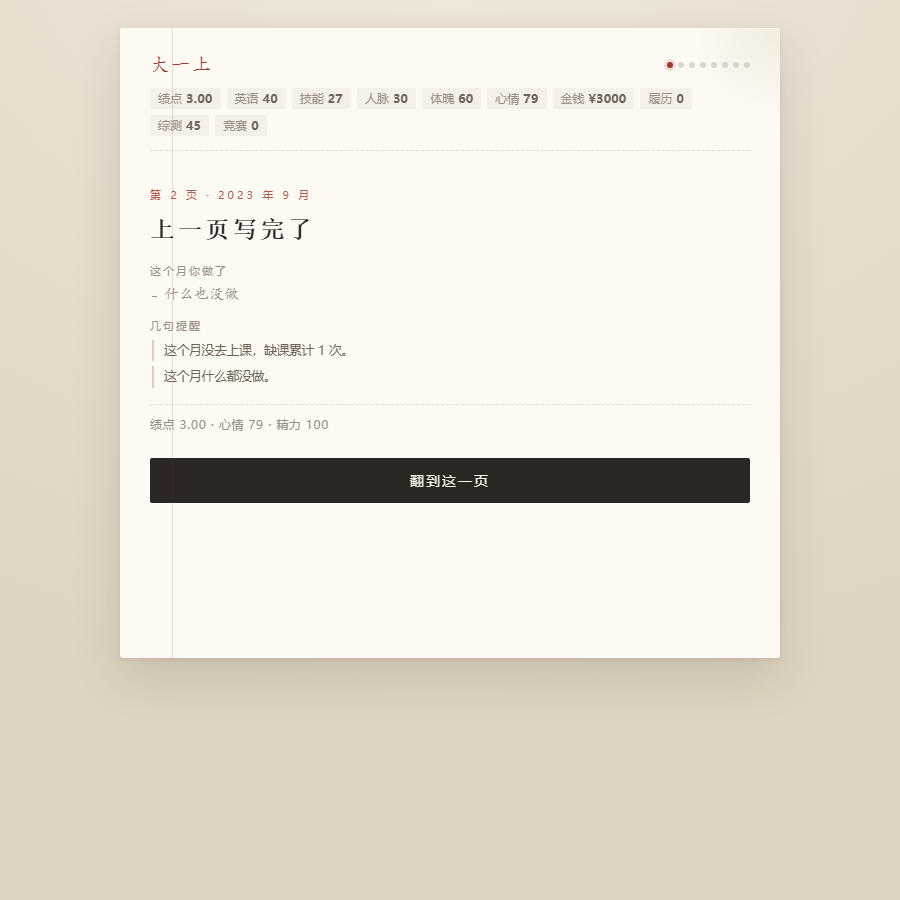 大一上
绩点 3.00 英语 40 技能 27 人脉 30 体魄 60 心情 79 金钱 ¥3000 履历 0
综测 45 竞赛 0
第 2 页 · 2023 年 9 月
上一页写完了
这个月你做了
– 什么也没做
几句提醒
这个月没去上课，缺课累计 1 次。
这个月什么都没做。
绩点 3.00 · 心情 79 · 精力 100
翻到这一页